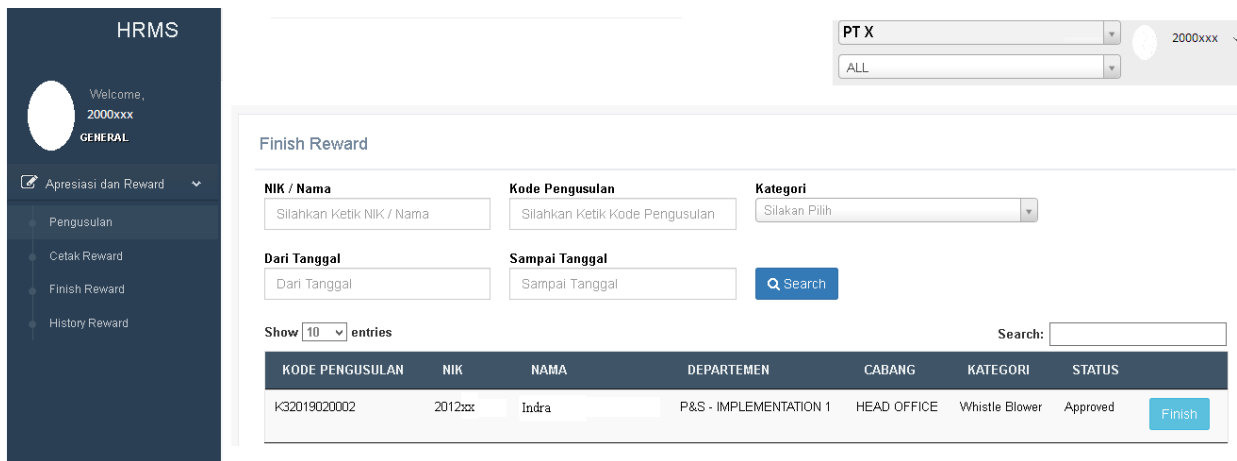 HRMS
Welcome,
2000xxx
GENERAL
Apresiasi dan Reward
Pengusulan
Cetak Reward
Finish Reward
History Reward
PT X
2000xxx
ALL
Finish Reward
NIK / Nama Kode Pengusulan Kategori
Silahkan Ketik NIK / Nama Silahkan Ketik Kode Pengusulan Silakan Pilih
Dari Tanggal Sampai Tanggal
Dari Tanggal Sampai Tanggal Search
Show 10 entries Search:
KODE PENGUSULAN NIK NAMA DEPARTEMEN CABANG KATEGORI STATUS
K32019020002 2012xx Indra P&S - IMPLEMENTATION 1 HEAD OFFICE Whistle Blower Approved Finish